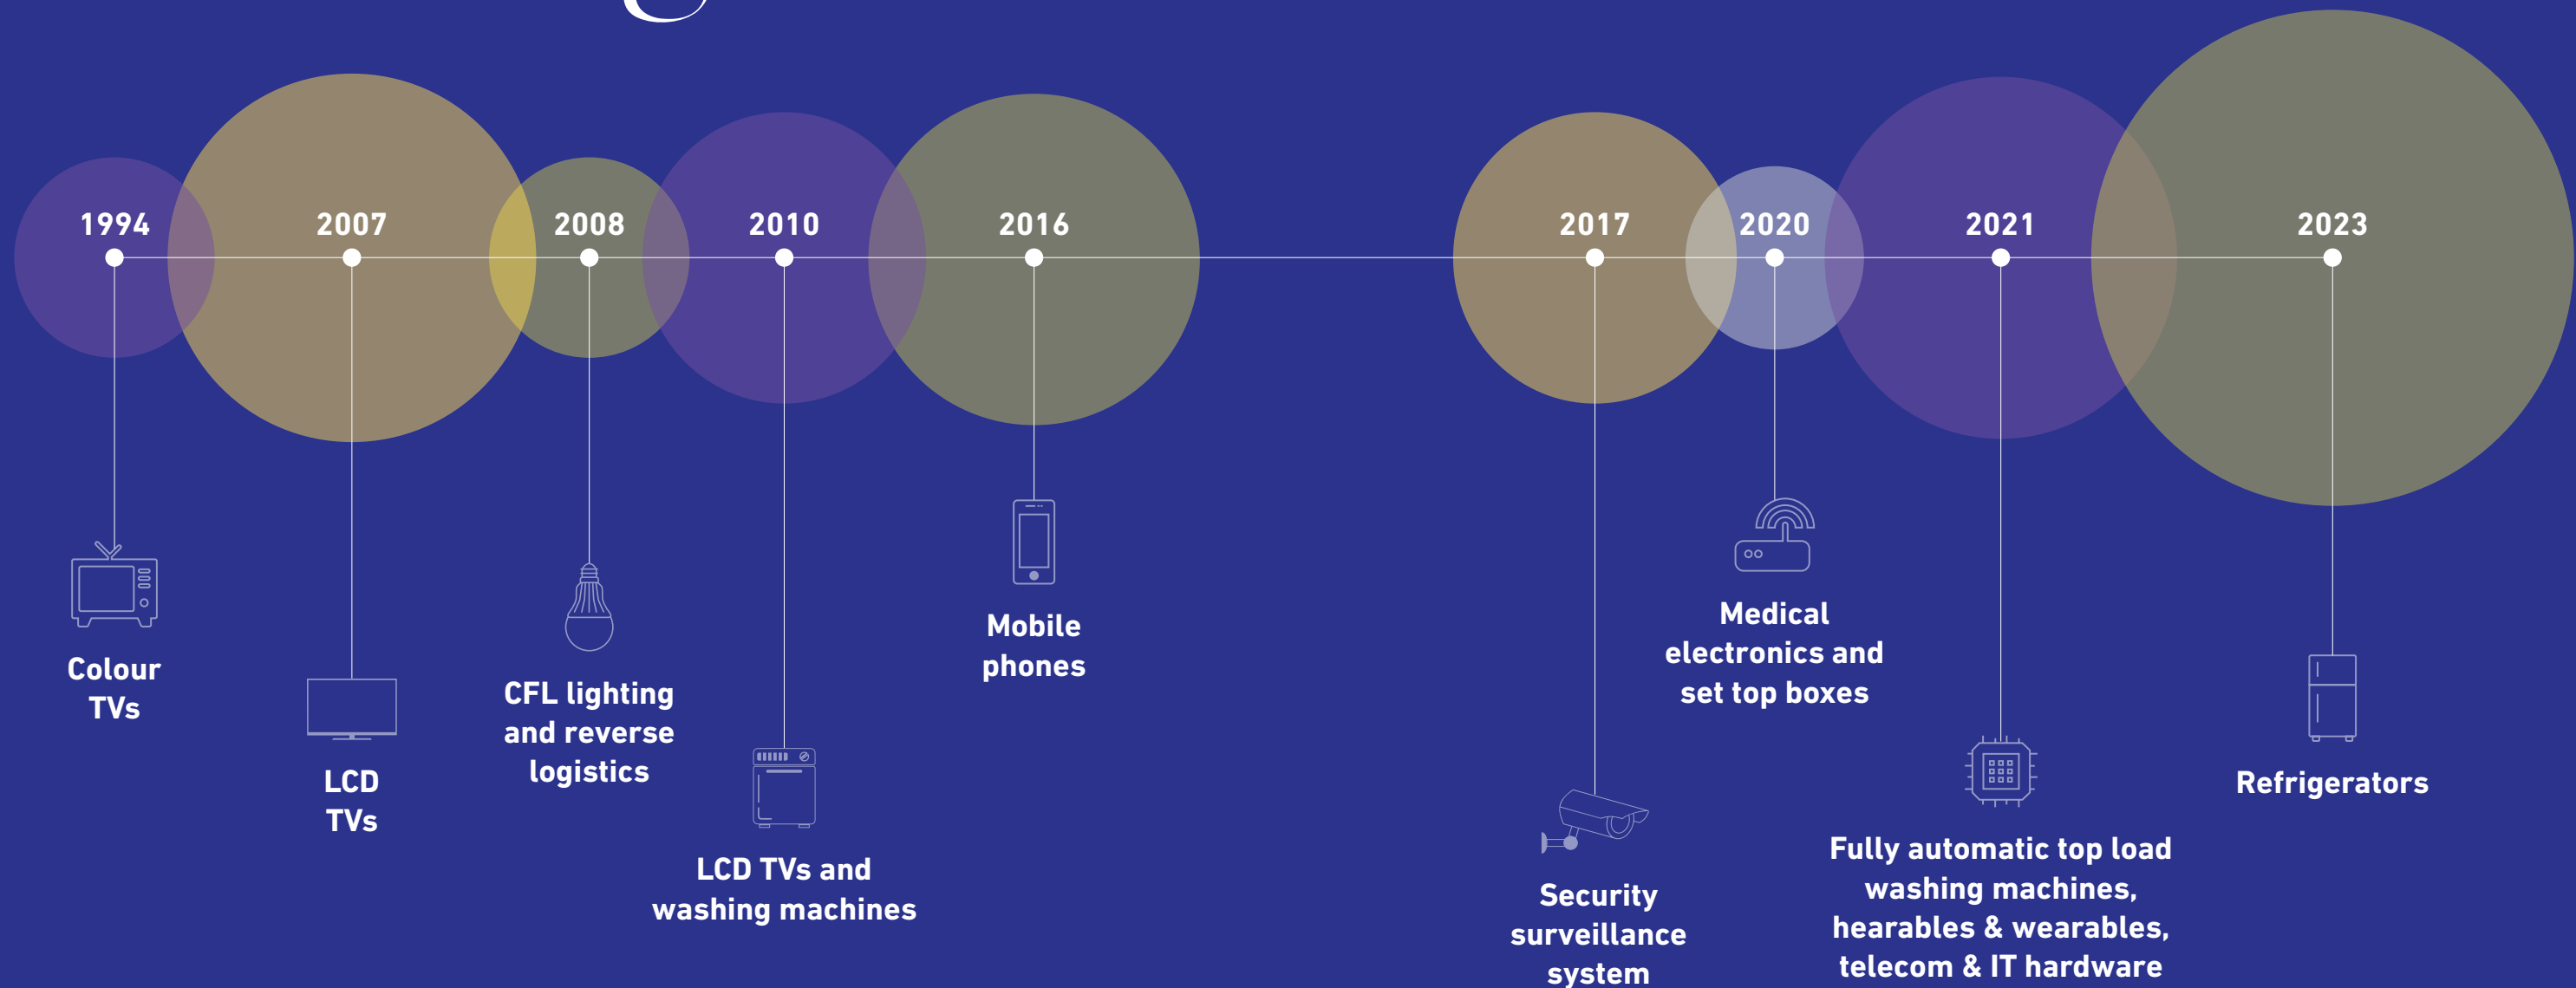 1994
Colour
TVs
2007
LCD
TVs
2008
CFL lighting
and reverse
logistics
2010
LCD TVs and
washing machines
2016
Mobile
phones
2017
Security
surveillance
system
2020
Medical
electronics and
set top boxes
2021
Fully automatic top load
washing machines,
hearables & wearables,
telecom & IT hardware
2023
Refrigerators